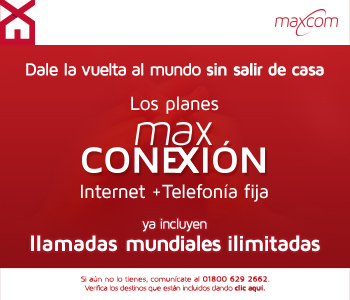 maxcom
Dale la vuelta al mundo sin salir de casa
Los planes
max
CONEXIÓN
Internet +Telefonía fija
ya incluyen
llamadas mundiales ilimitadas
Si aún no lo tienes, comunícate al 01800 629 2662.
Verifica los destinos que están incluidos dando clic aquí.